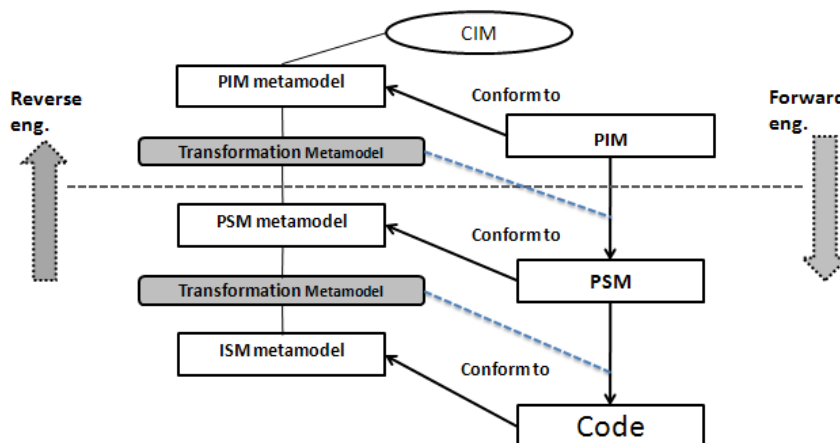 CIM
PIM metamodel
Reverse
eng.
Conform to
Forward
eng.
PIM
Transformation Metamodel
PSM metamodel
Conform to
PSM
Transformation Metamodel
ISM metamodel
Conform to
Code